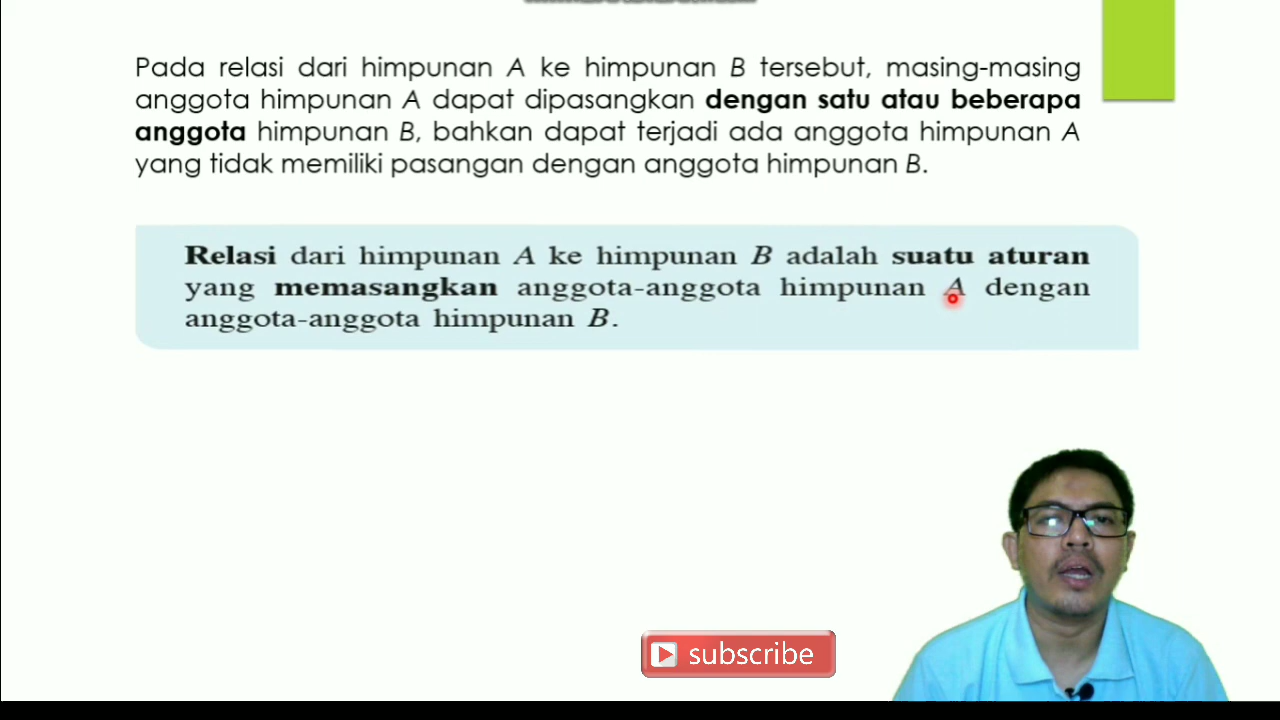 Pada relasi dari himpunan A ke himpunan B tersebut, masing-masing
anggota himpunan A dapat dipasangkan dengan satu atau beberapa
anggota himpunan B, bahkan dapat terjadi ada anggota himpunan A
yang tidak memiliki pasangan dengan anggota himpunan B.
Relasi dari himpunan A ke himpunan B adalah suatu aturan
yang memasangkan anggota-anggota himpunan A dengan
anggota-anggota himpunan B.
subscribe